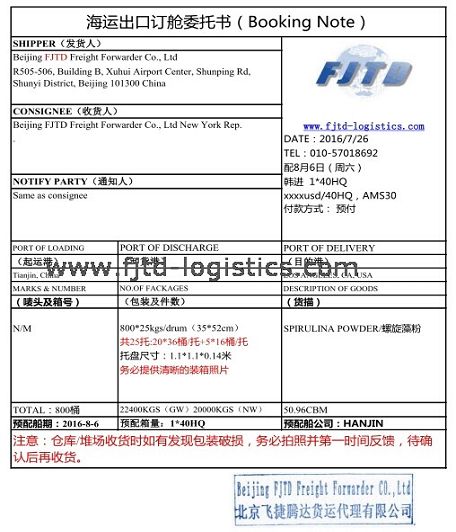 海运出口订舱委托书（Booking Note）
SHIPPER（发货人）
Beijing FJTD Freight Forwarder Co., Ltd
R505-506, Building B, Xuhui Airport Center, Shunping Rd,
Shunyi District, Beijing 101300 China
FJTD
CONSIGNEE（收货人）
Beijing FJTD Freight Forwarder Co., Ltd New York Rep.
.
www.fjtd-logistics.com
DATE：2016/7/26
TEL：010-57018692
配8月6日（周六）
韩进 1*40HQ
xxxxusd/40HQ，AMS30
付款方式： 预付
NOTIFY PARTY（通知人）
Same as consignee
PORT OF LOADING PORT OF DISCHARGE PORT OF DELIVERY
（起运港） （目的港）
Tianjin, China LOS ANGELES, CA, USA
www.fjtd-logistics.com
MARKS & NUMBER NO.OF FACKAGES DESCRIPTION OF GOODS
（唛头及箱号） （包装及件数） （货描）
N/M 800*25kgs/drum（35*52cm） SPIRULINA POWDER/螺旋藻粉
共25托:20*36桶/托+5*16桶/托
托盘尺寸：1.1*1.1*0.14米
务必提供清晰的装箱照片
TOTAL：800桶 22400KGS（GW）20000KGS（NW） 50.96CBM
预配船期：2016-8-6 预配箱量：1*40HQ 预配船公司：HANJIN
注意：仓库/堆场收货时如有发现包装破损，务必拍照并第一时间反馈，待确
认后再收货。
Beijing FJTD Freight Forwarder CO.,Ltd
北京飞捷腾达货运代理有限公司